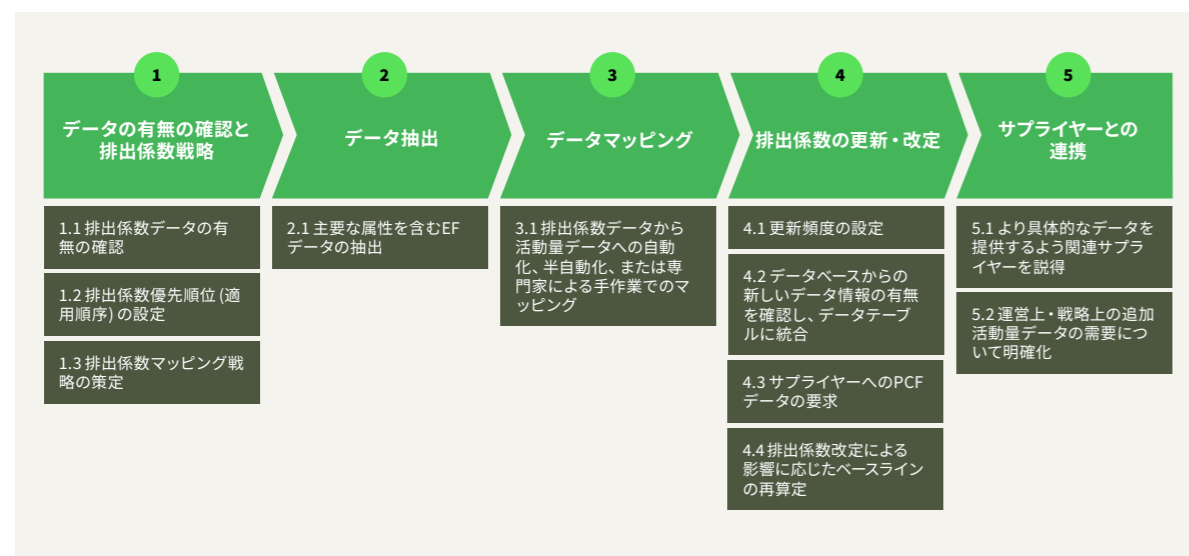 1
データの有無の確認と
排出係数戦略
1.1 排出係数データの有
無の確認
1.2 排出係数優先順位 (適
用順序) の設定
1.3 排出係数マッピング戦
略の策定
2
データ抽出
2.1 主要な属性を含むEF
データの抽出
3
データマッピング
3.1 排出係数データから
活動量データへの自動
化、半自動化、または専
門家による手作業でのマ
ッピング
4
排出係数の更新・改定
4.1 更新頻度の設定
4.2 データベースからの
新しいデータ情報の有無
を確認し、データテーブ
ルに統合
4.3 サプライヤーへのPCF
データの要求
4.4 排出係数改定による
影響に応じたベースライン
の再算定
5
サプライヤーとの
連携
5.1 より具体的なデータを
提供するよう関連サプラ
イヤーを説得
5.2 運営上・戦略上の追加
活動量データの需要につ
いて明確化